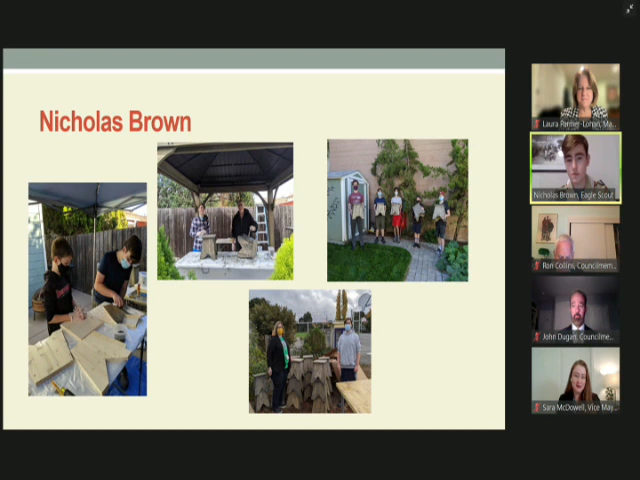 Nicholas Brown
Laura Parmer-Lohan, Ma...
Nicholas Brown, Eagle Scout
Ron Collins, Councilmem...
John Dugan, Councilme...
Sara McDowell, Vice May...